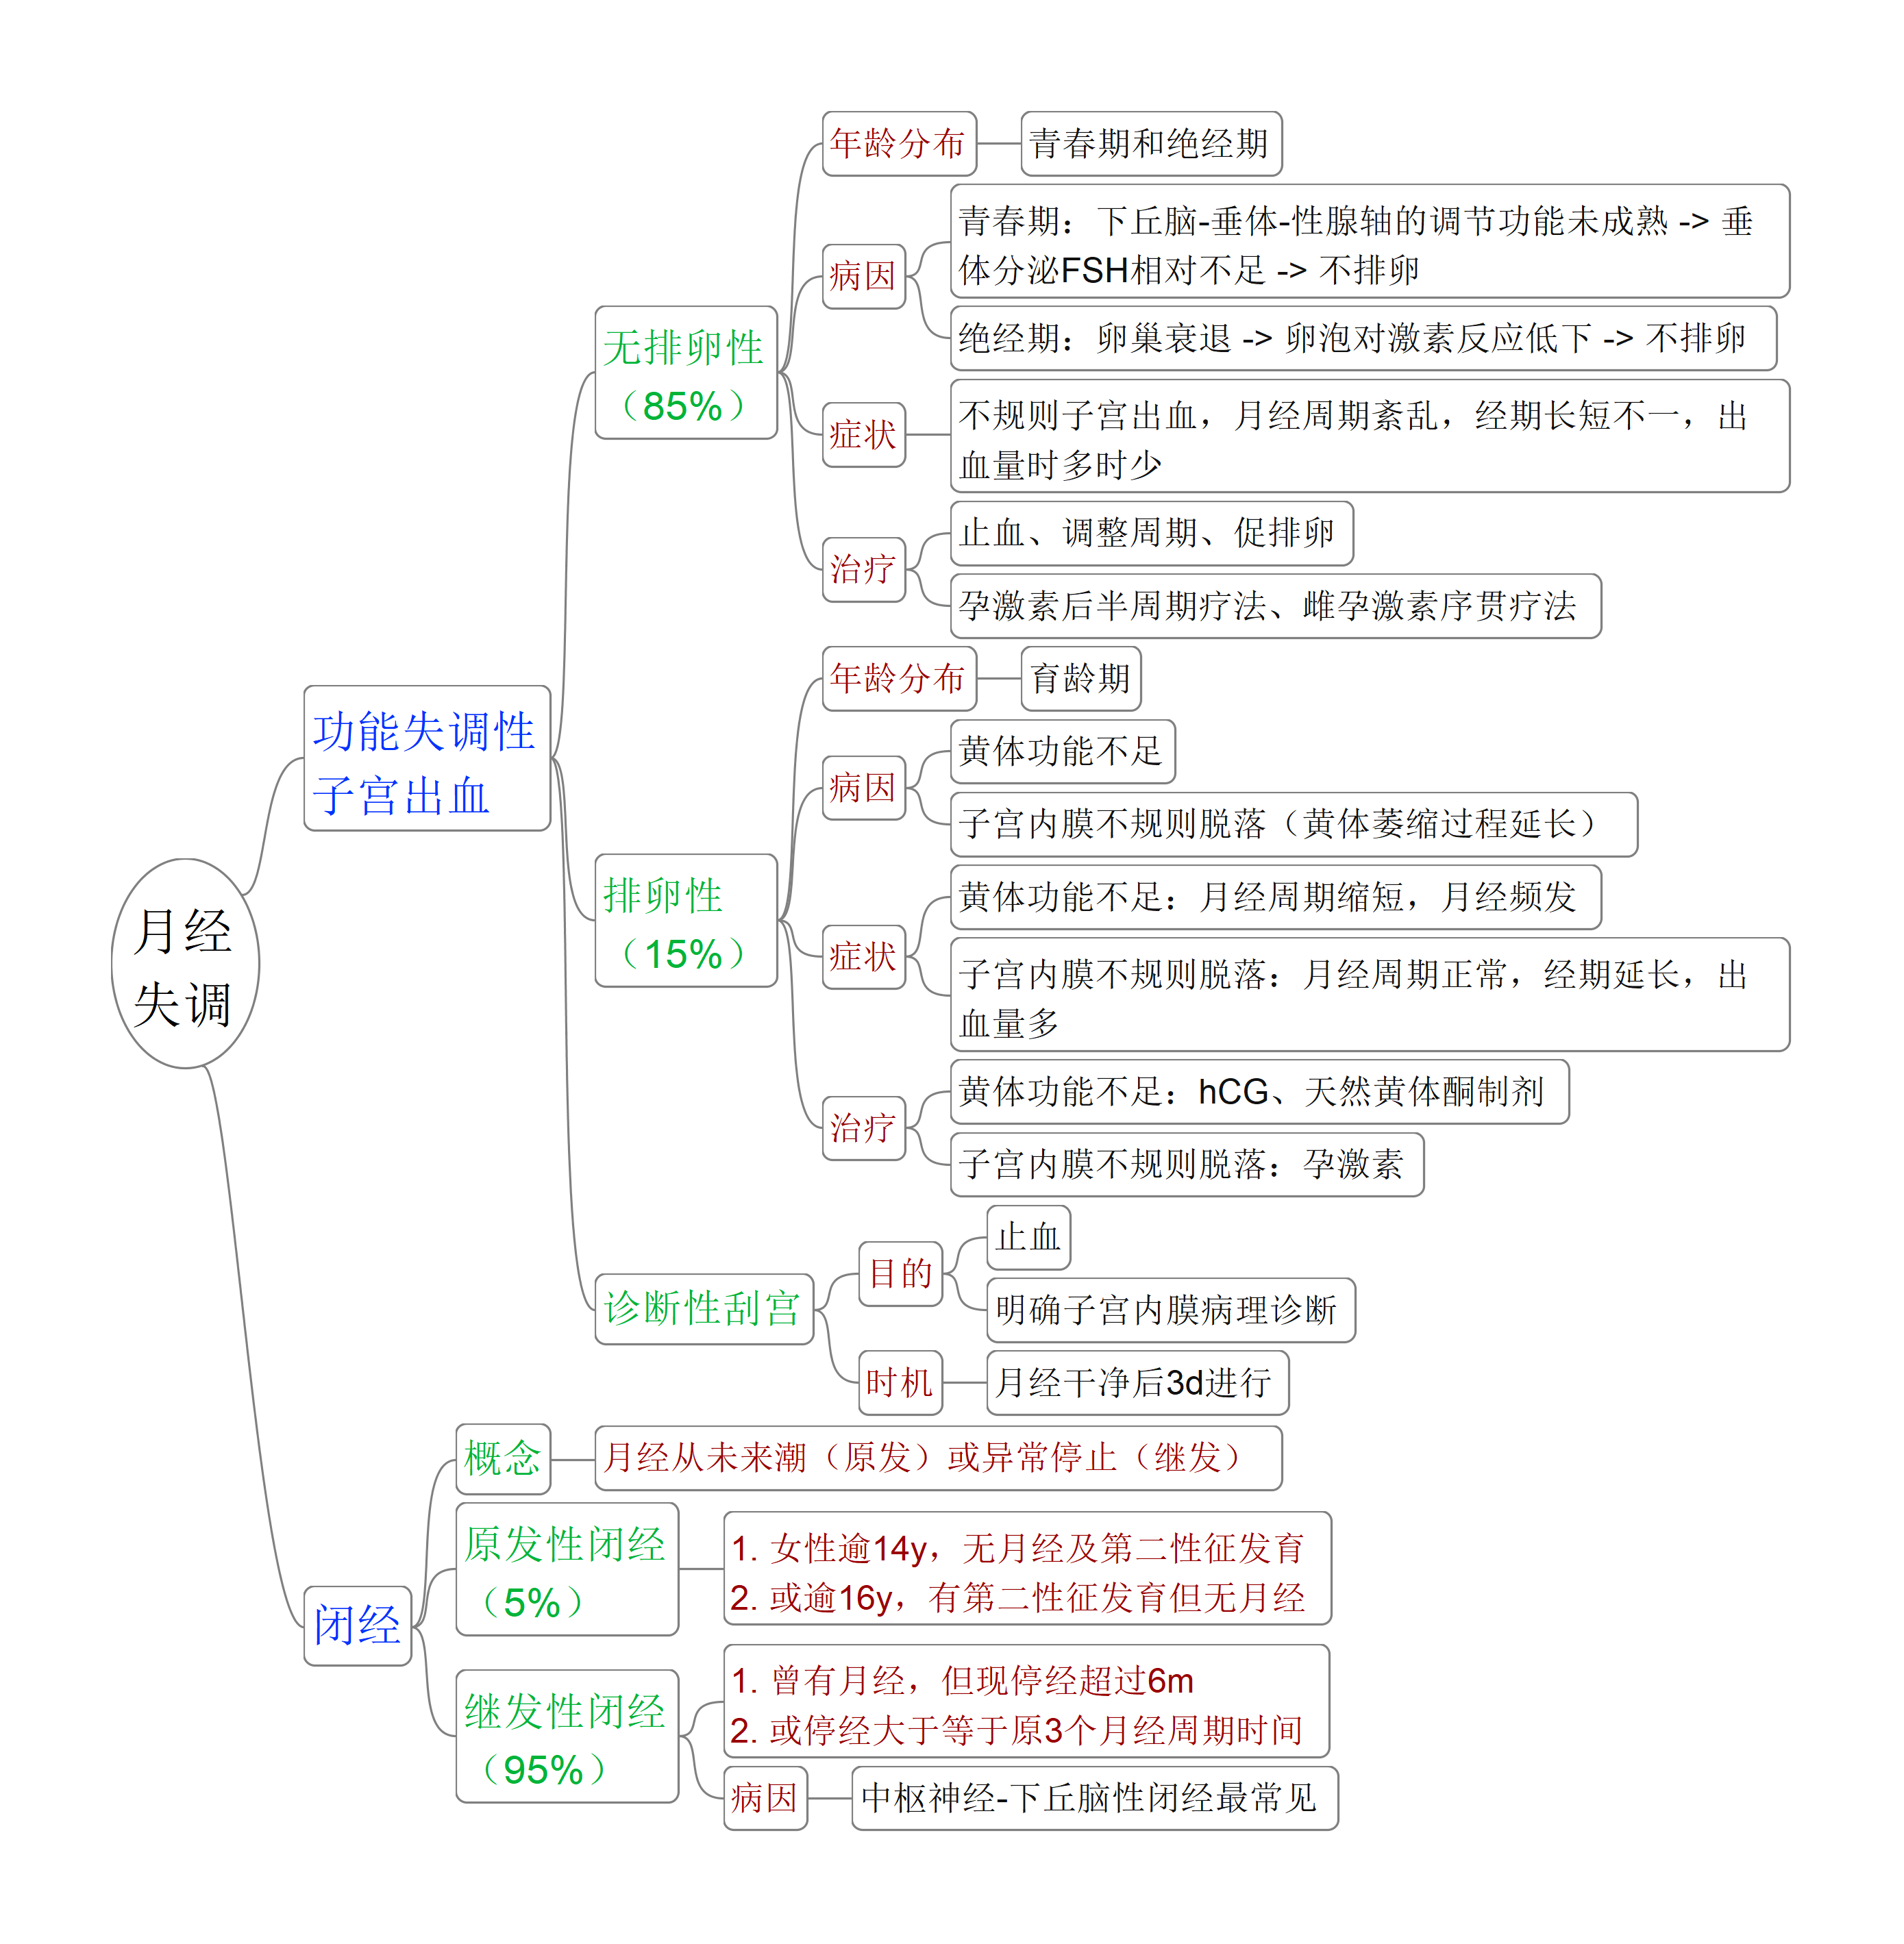 月经
失调
功能失调性
子宫出血
无排卵性
（85%）
年龄分布
青春期和绝经期
病因
青春期：下丘脑-垂体-性腺轴的调节功能未成熟 -> 垂
体分泌FSH相对不足 -> 不排卵
绝经期：卵巢衰退 -> 卵泡对激素反应低下 -> 不排卵
症状
不规则子宫出血，月经周期紊乱，经期长短不一，出
血量时多时少
治疗
止血、调整周期、促排卵
孕激素后半周期疗法、雌孕激素序贯疗法
排卵性
（15%）
年龄分布
育龄期
病因
黄体功能不足
子宫内膜不规则脱落（黄体萎缩过程延长）
症状
黄体功能不足：月经周期缩短，月经频发
子宫内膜不规则脱落：月经周期正常，经期延长，出
血量多
治疗
黄体功能不足：hCG、天然黄体酮制剂
子宫内膜不规则脱落：孕激素
诊断性刮宫
目的
止血
明确子宫内膜病理诊断
时机
月经干净后3d进行
闭经
概念
月经从未来潮（原发）或异常停止（继发）
原发性闭经
（5%）
1. 女性逾14y，无月经及第二性征发育
2. 或逾16y，有第二性征发育但无月经
继发性闭经
（95%）
1. 曾有月经，但现停经超过6m
2. 或停经大于等于原3个月经周期时间
病因
中枢神经-下丘脑性闭经最常见